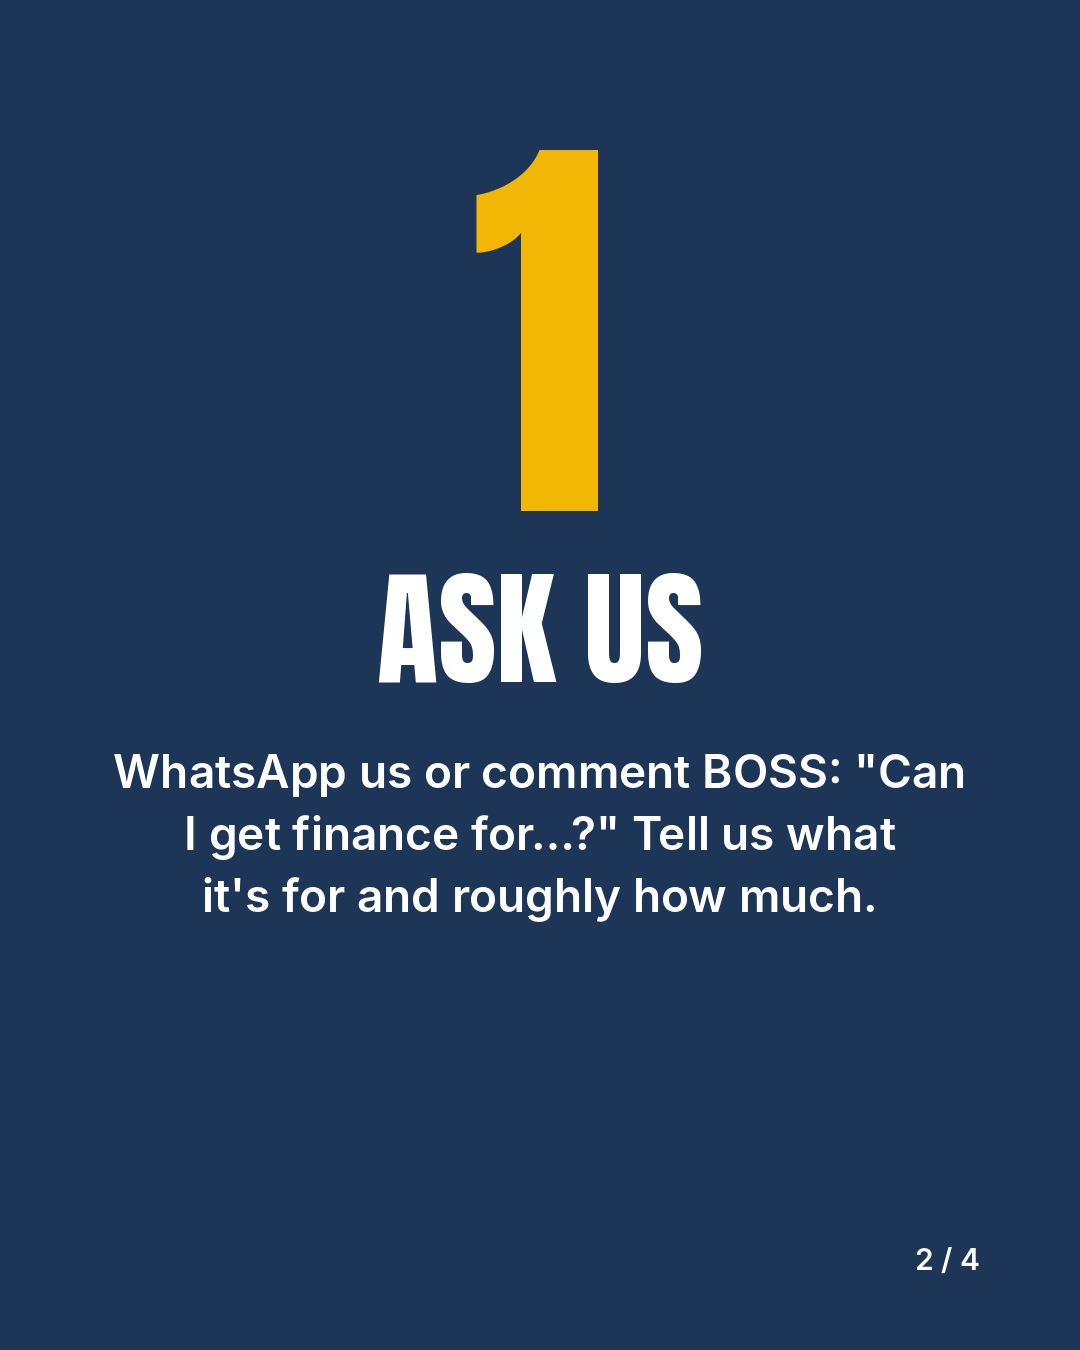 1
ASK US
WhatsApp us or comment BOSS: "Can
I get finance for...?" Tell us what
it's for and roughly how much.
2 / 4